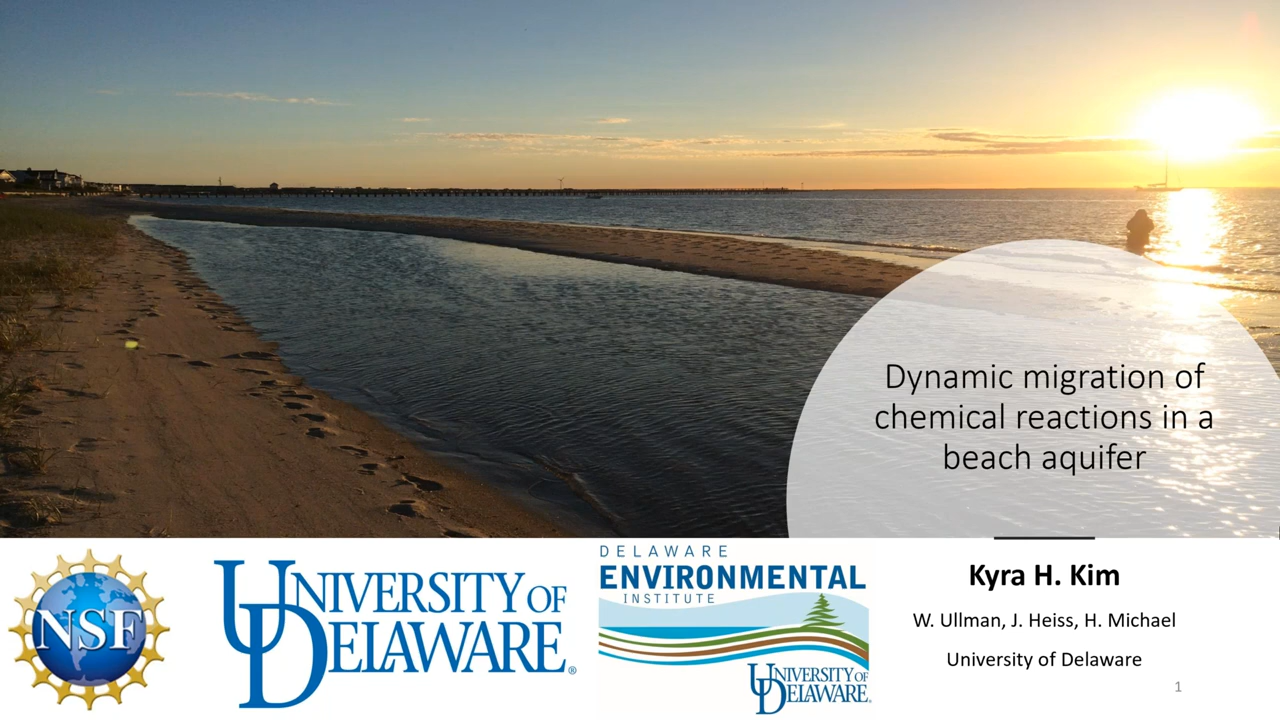 Dynamic migration of
chemical reactions in a
beach aquifer
NSF
UNIVERSITY OF
DELAWARE®
DELAWARE
ENVIRONMENTAL
INSTITUTE
UNIVERSITY OF
DELAWARE®
Kyra H. Kim
W. Ullman, J. Heiss, H. Michael
University of Delaware
1